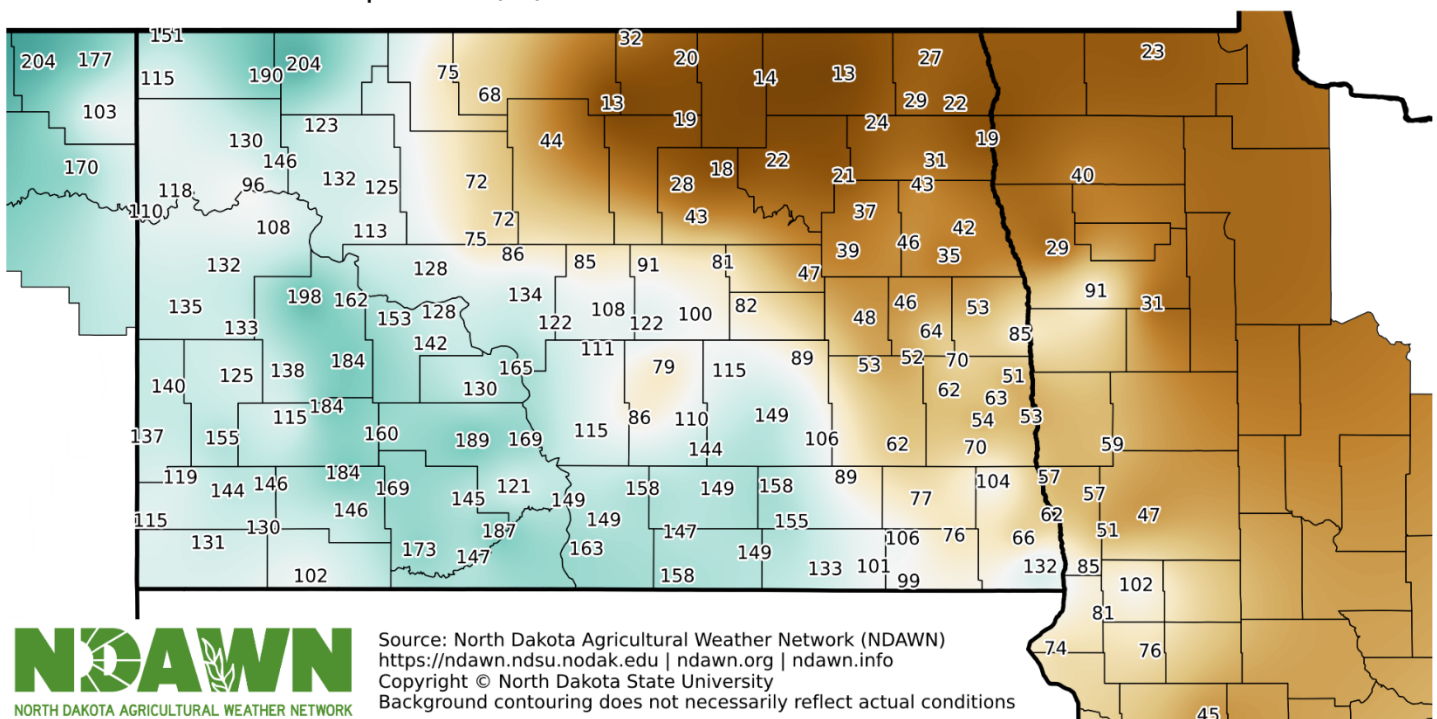 151 32
204 177 190 204 75 20 14 13 27 23
115 68 13 29 22
103 123 19 24 19
130 44
170 146 18 22 31
118 96 132 125 72 28 21 43 40
110 108 113 72 43 37 42
75 39 46 35 29
132 128 86 85 91 81 47
135 198 162 134 108 100 82 46 53 91 31
153 128 122 122 48
133 142 64 85
184 111 79 89 53 52 70
140 125 138 165 115 51
130 62 63
115 184 86 110 149 54 53
137 155 160 189 169 115 106 62 70 59
144
119 144 146 184 158 149 158 89 104 57
169 145 121 149 77 57
115 146 149 155 62 47
131 130 187 147 106 76 66 51
173 147 163 149
102 158 133 101 99 132 85 102
81
74 76
45
NDAWN
NORTH DAKOTA AGRICULTURAL WEATHER NETWORK
Source: North Dakota Agricultural Weather Network (NDAWN)
https://ndawn.ndsu.nodak.edu | ndawn.org | ndawn.info
Copyright © North Dakota State University
Background contouring does not necessarily reflect actual conditions